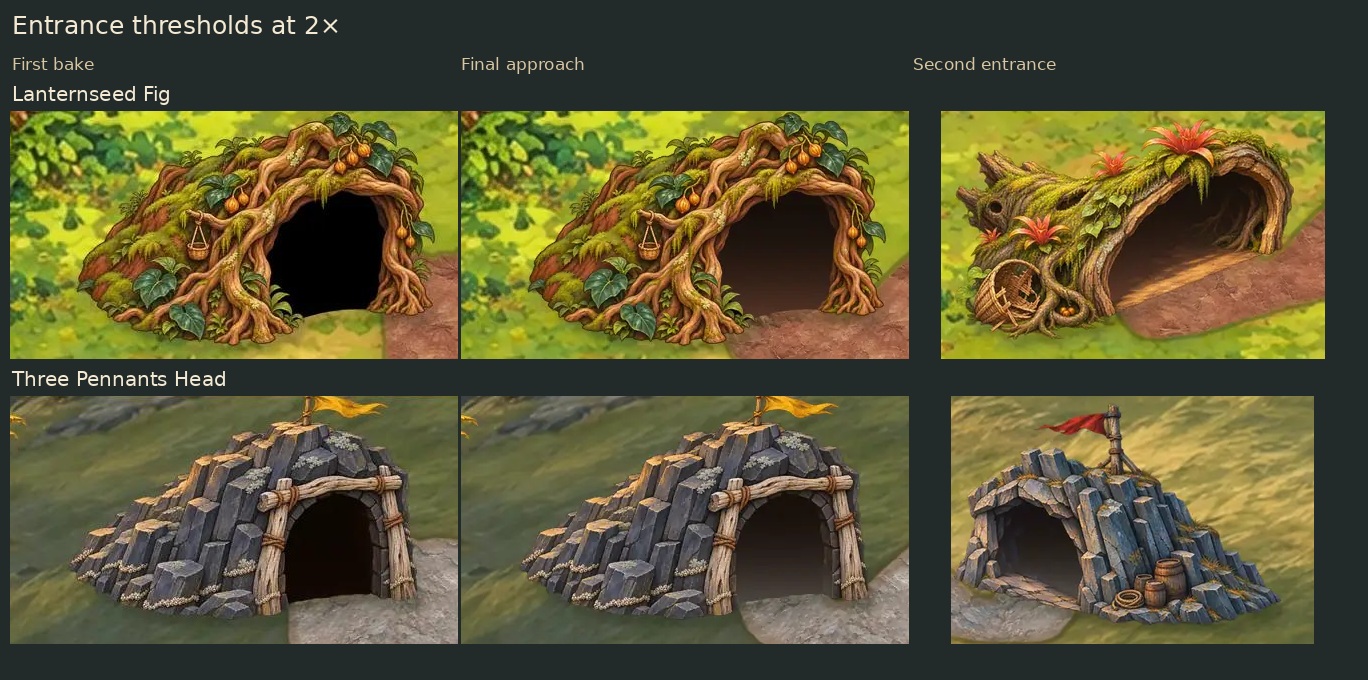 Entrance thresholds at 2×
First bake
Final approach
Second entrance
Lanternseed Fig
Three Pennants Head